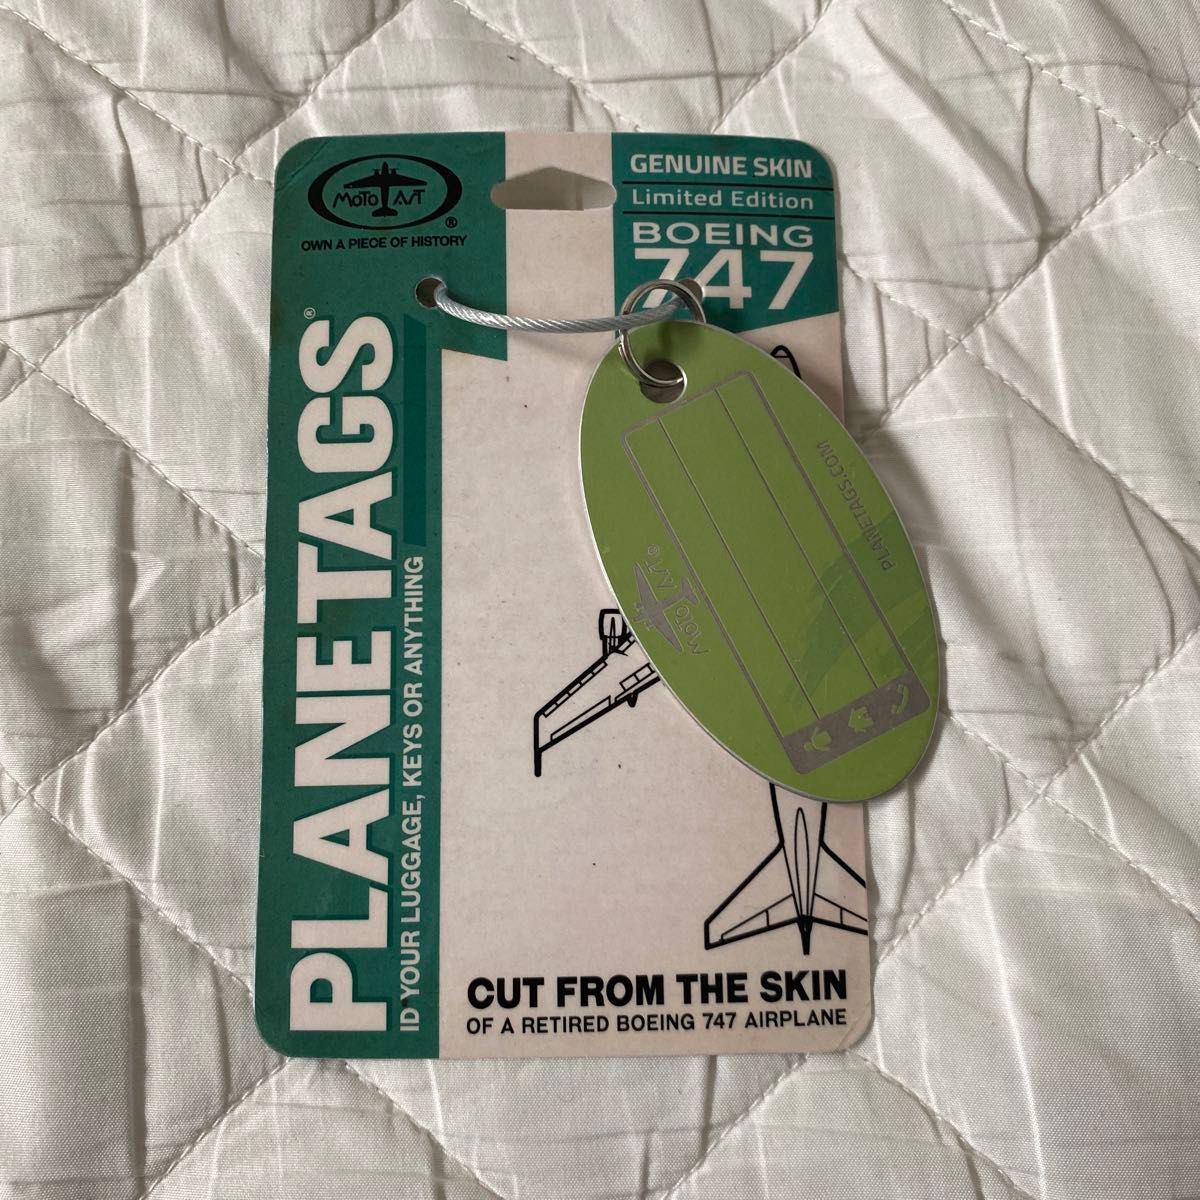 MOTO ART ®
OWN A PIECE OF HISTORY
GENUINE SKIN
Limited Edition
BOEING
747
PLANETAGS®
ID YOUR LUGGAGE, KEYS OR ANYTHING
PLANETAGS.COM
MOTO ART ®
CUT FROM THE SKIN
OF A RETIRED BOEING 747 AIRPLANE